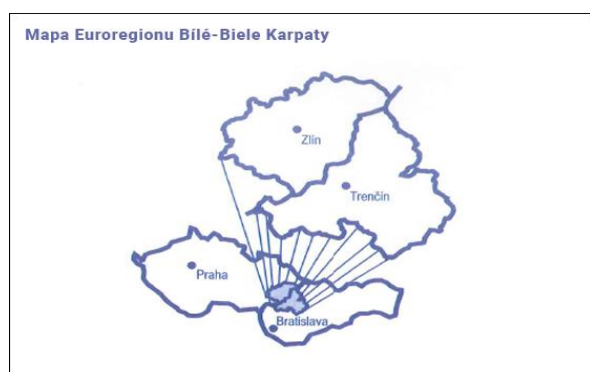 Mapa Euroregionu Bílé-Biele Karpaty
Zlín
Trenčín
Praha
Bratislava